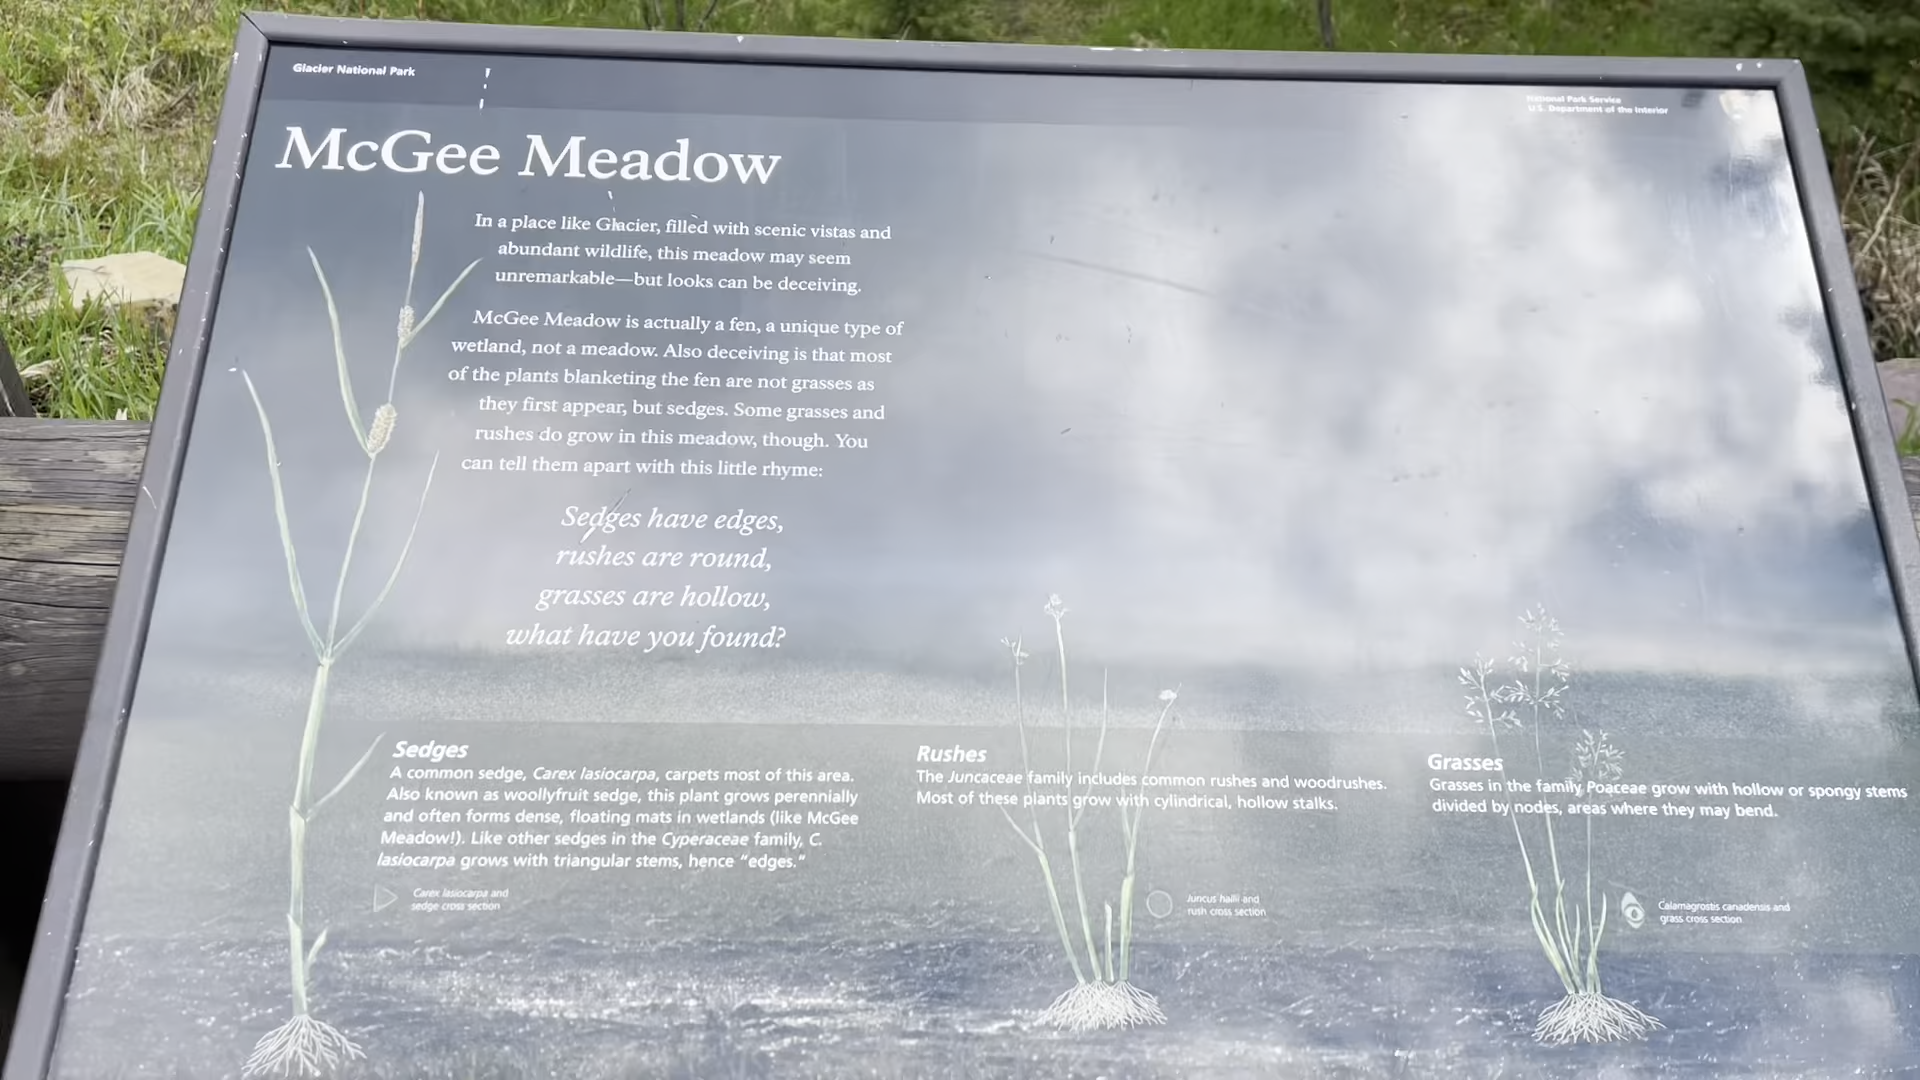 Glacier National Park
National Park Service
U.S. Department of the Interior
McGee Meadow
In a place like Glacier, filled with scenic vistas and
abundant wildlife, this meadow may seem
unremarkable—but looks can be deceiving.
McGee Meadow is actually a fen, a unique type of
wetland, not a meadow. Also deceiving is that most
of the plants blanketing the fen are not grasses as
they first appear, but sedges. Some grasses and
rushes do grow in this meadow, though. You
can tell them apart with this little rhyme:
Sedges have edges,
rushes are round,
grasses are hollow,
what have you found?
Sedges
A common sedge, Carex lasiocarpa, carpets most of this area.
Also known as woollyfruit sedge, this plant grows perennially
and often forms dense, floating mats in wetlands (like McGee
Meadow!). Like other sedges in the Cyperaceae family, C.
lasiocarpa grows with triangular stems, hence “edges.”
Carex lasiocarpa and
sedge cross section
Rushes
The Juncaceae family includes common rushes and woodrushes.
Most of these plants grow with cylindrical, hollow stalks.
Juncus hallii and
rush cross section
Grasses
Grasses in the family Poaceae grow with hollow or spongy stems
divided by nodes, areas where they may bend.
Calamagrostis canadensis and
grass cross section